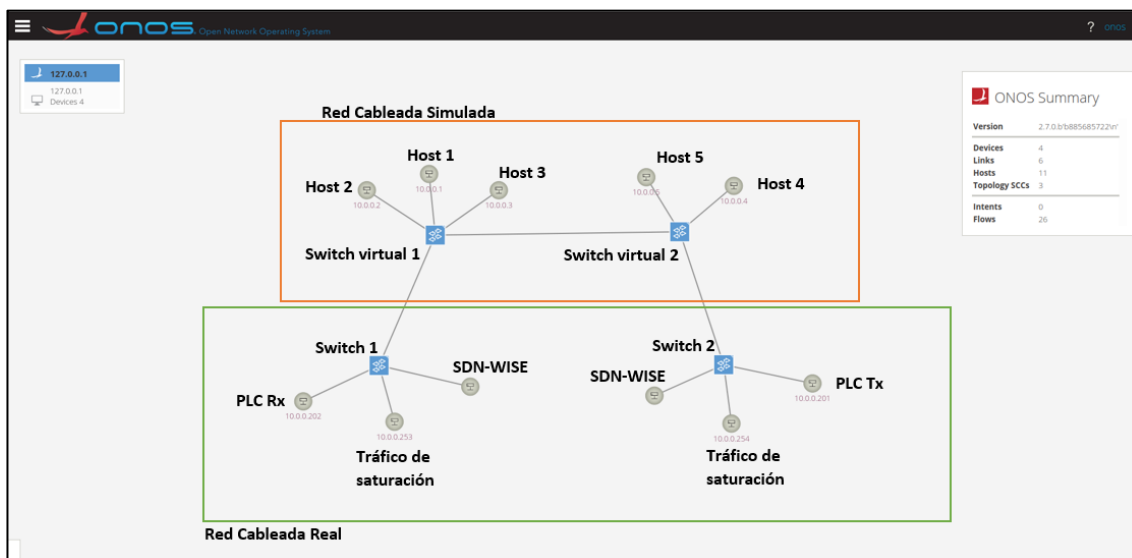 onos Open Network Operating System
? onos
127.0.0.1
127.0.0.1
Devices 4
ONOS Summary
Version 2.7.0.b'b885685722\n'
Devices 4
Links 6
Hosts 11
Topology SCCs 3
Intents 0
Flows 26
Red Cableada Simulada
Host 1
Host 2
Host 3
Host 5
Host 4
10.0.0.1
10.0.0.2
10.0.0.3
10.0.0.5
10.0.0.4
Switch virtual 1
Switch virtual 2
Switch 1
Switch 2
SDN-WISE
SDN-WISE
PLC Rx
PLC Tx
10.0.0.202
10.0.0.201
10.0.0.253
10.0.0.254
Tráfico de
saturación
Tráfico de
saturación
Red Cableada Real